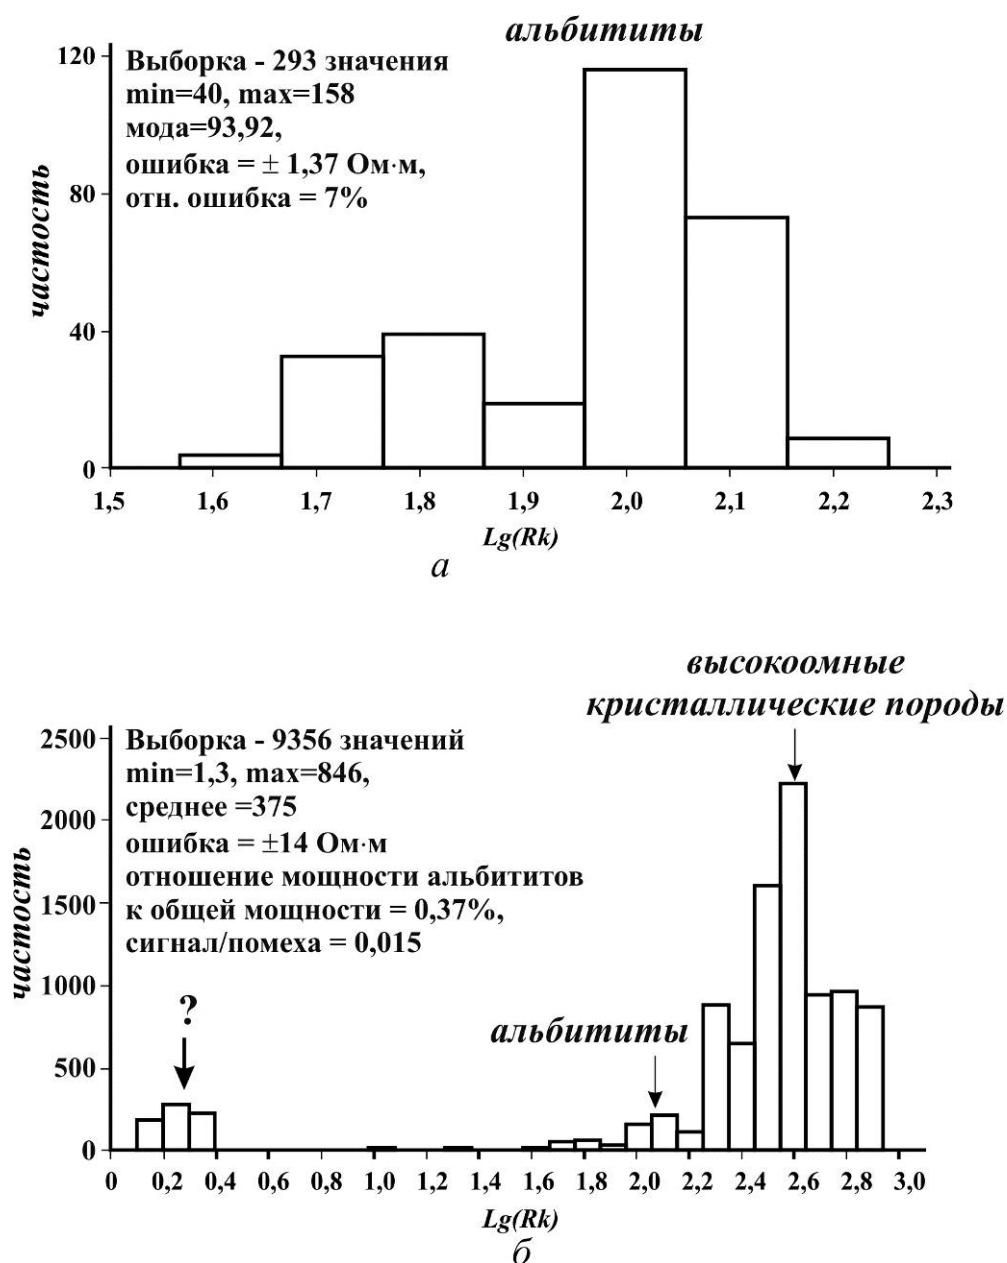 альбититы
Выборка - 293 значения
min=40, max=158
мода=93,92,
ошибка = ± 1,37 Ом·м,
отн. ошибка = 7%
частость
120
80
40
0
1,5 1,6 1,7 1,8 1,9 2,0 2,1 2,2 2,3
Lg(Rk)
а
высокоомные
кристаллические породы
Выборка - 9356 значений
min=1,3, max=846,
среднее =375
ошибка = ±14 Ом·м
отношение мощности альбититов
к общей мощности = 0,37%,
сигнал/помеха = 0,015
частость
2500
2000
1500
1000
500
0
?
альбититы
0 0,2 0,4 0,6 0,8 1,0 1,2 1,4 1,6 1,8 2,0 2,2 2,4 2,6 2,8 3,0
Lg(Rk)
б